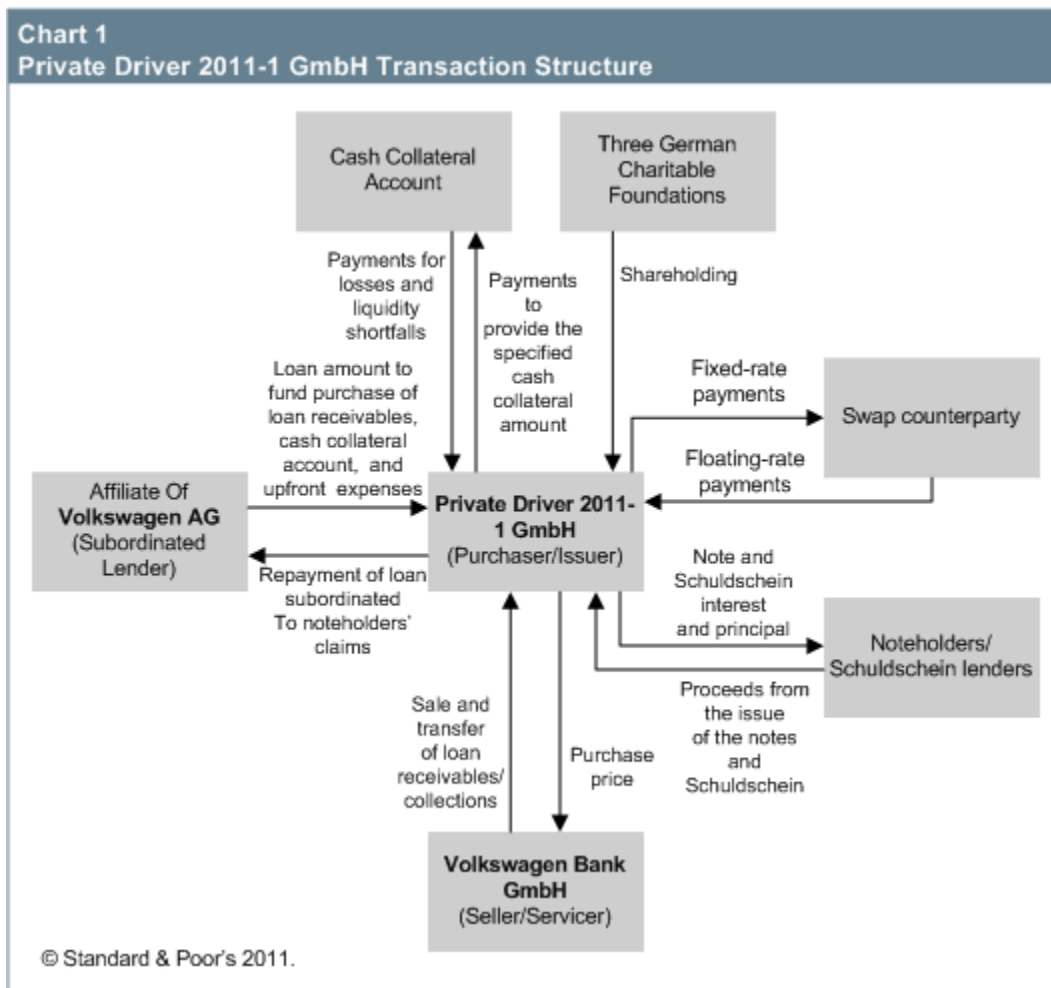 Chart 1
Private Driver 2011-1 GmbH Transaction Structure
Cash Collateral
Account
Three German
Charitable
Foundations
Payments for
losses and
liquidity
shortfalls
Payments
to
provide the
specified
cash
collateral
amount
Shareholding
Loan amount to
fund purchase of
loan receivables,
cash collateral
account, and
upfront expenses
Fixed-rate
payments
Swap counterparty
Floating-rate
payments
Affiliate Of
Volkswagen AG
(Subordinated
Lender)
Private Driver 2011-
1 GmbH
(Purchaser/Issuer)
Repayment of loan
subordinated
To noteholders'
claims
Note and
Schuldschein
interest
and principal
Noteholders/
Schuldschein lenders
Proceeds from
the issue
of the notes
and
Schuldschein
Sale and
transfer
of loan
receivables/
collections
Purchase
price
Volkswagen Bank
GmbH
(Seller/Servicer)
© Standard & Poor's 2011.